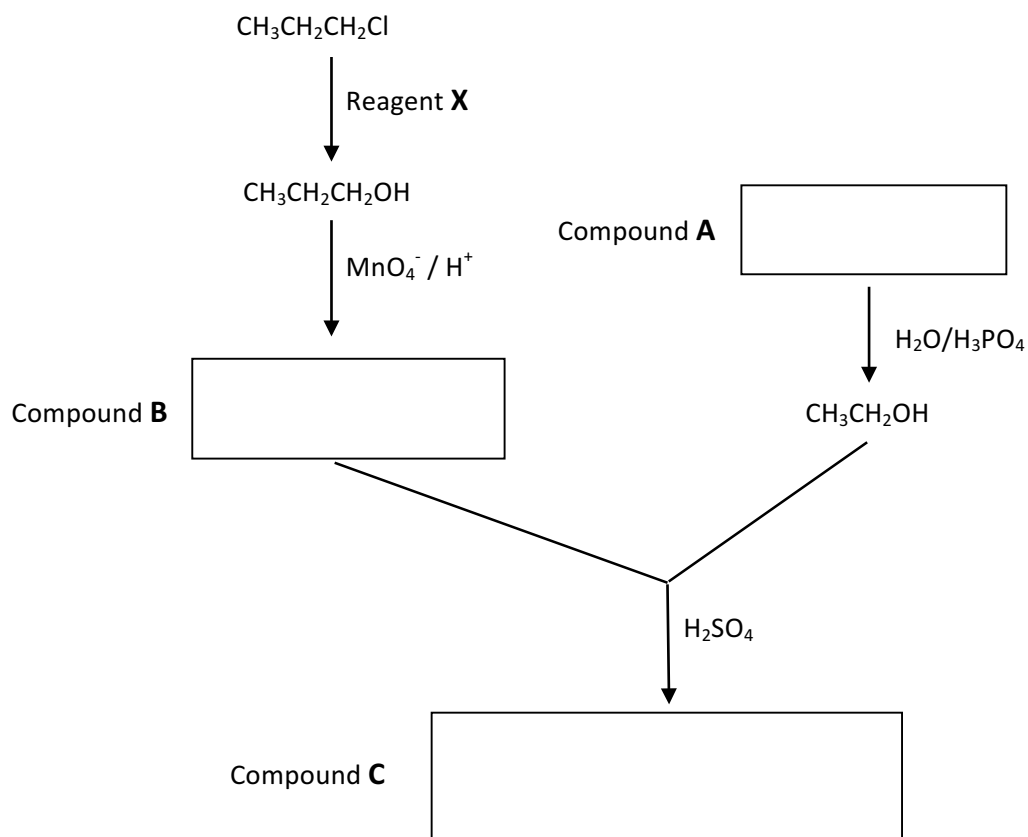 CH₃CH₂CH₂Cl
Reagent X
CH₃CH₂CH₂OH
Compound A
MnO₄⁻ / H⁺
H₂O/H₃PO₄
Compound B
CH₃CH₂OH
H₂SO₄
Compound C